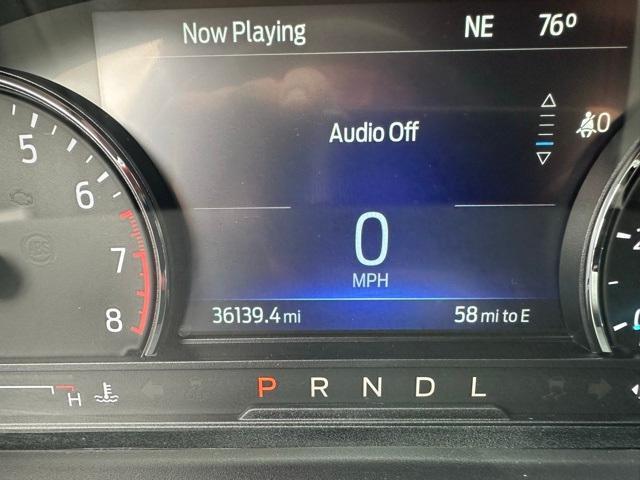 Now Playing NE 76°
Audio Off
5
6
7
8
0
MPH
36139.4 mi 58 mi to E
H P R N D L